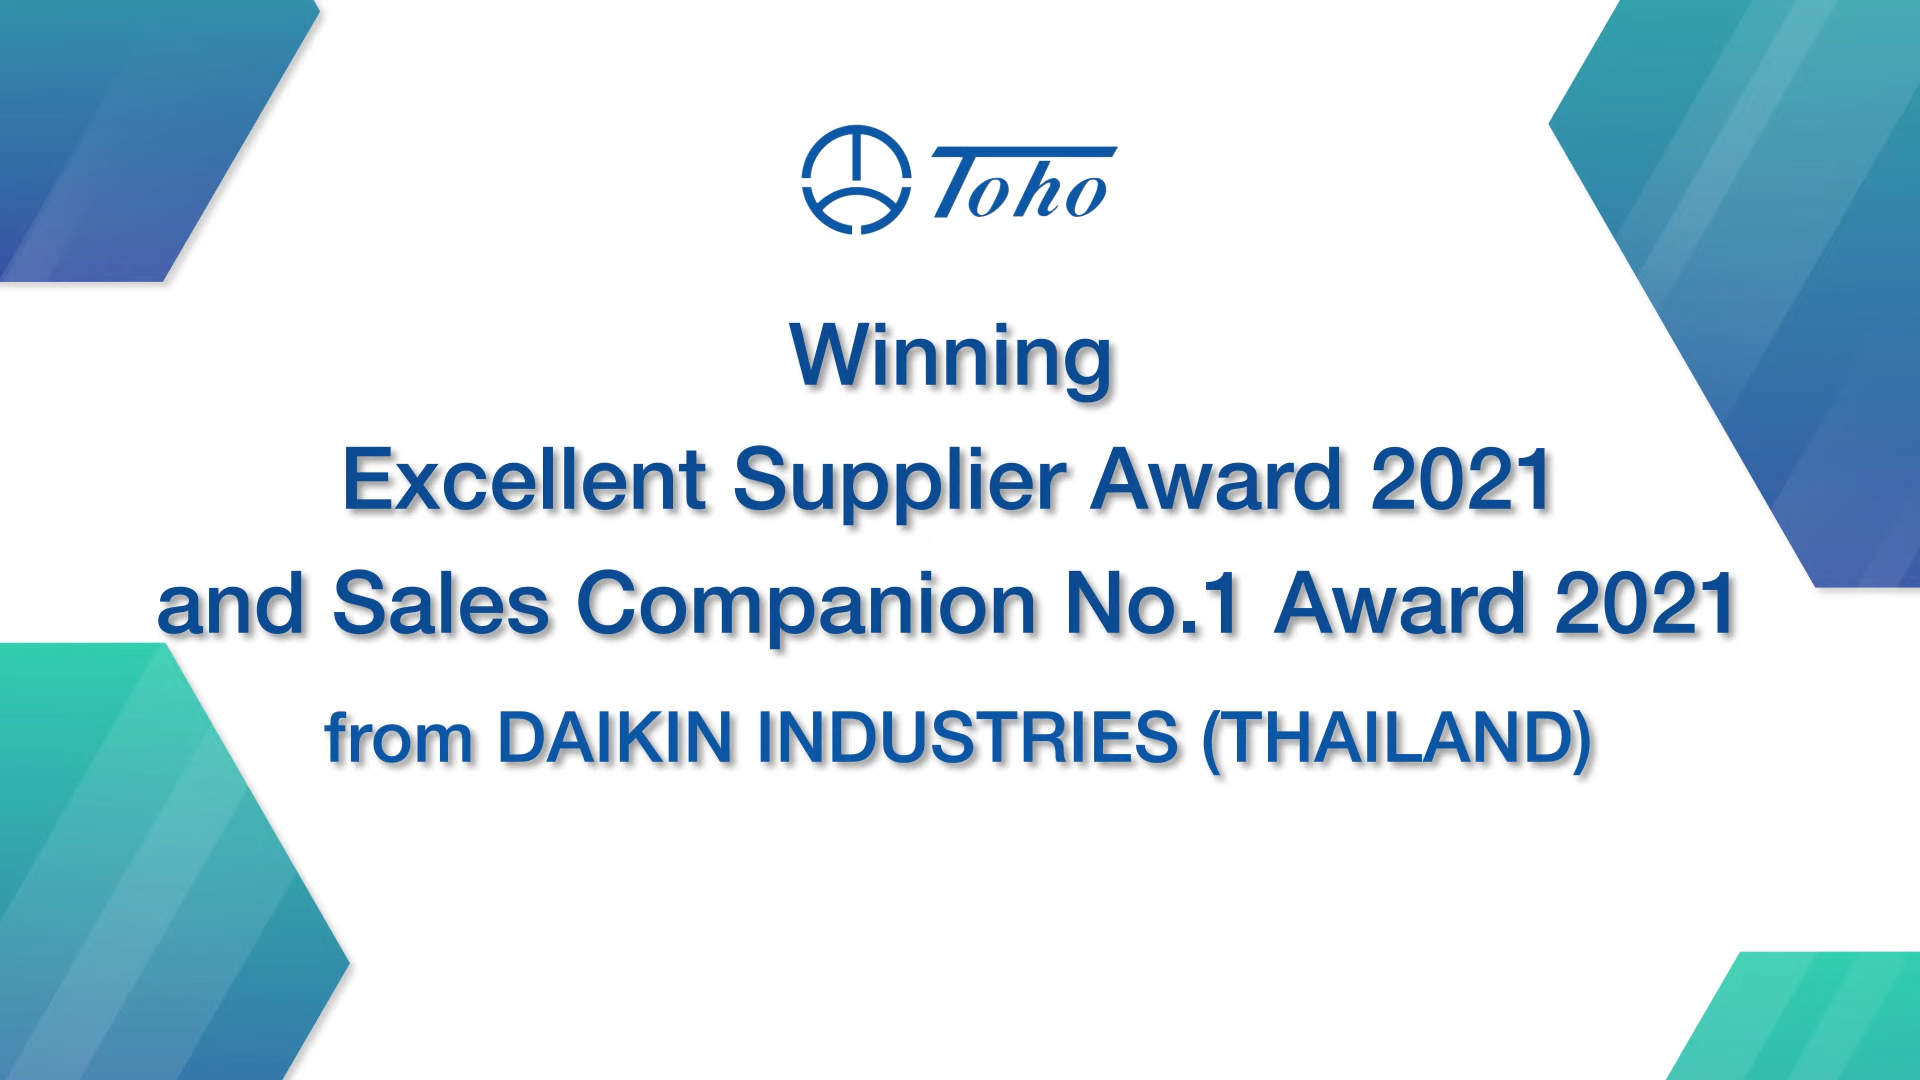 Toho
Winning
Excellent Supplier Award 2021
and Sales Companion No.1 Award 2021
from DAIKIN INDUSTRIES (THAILAND)